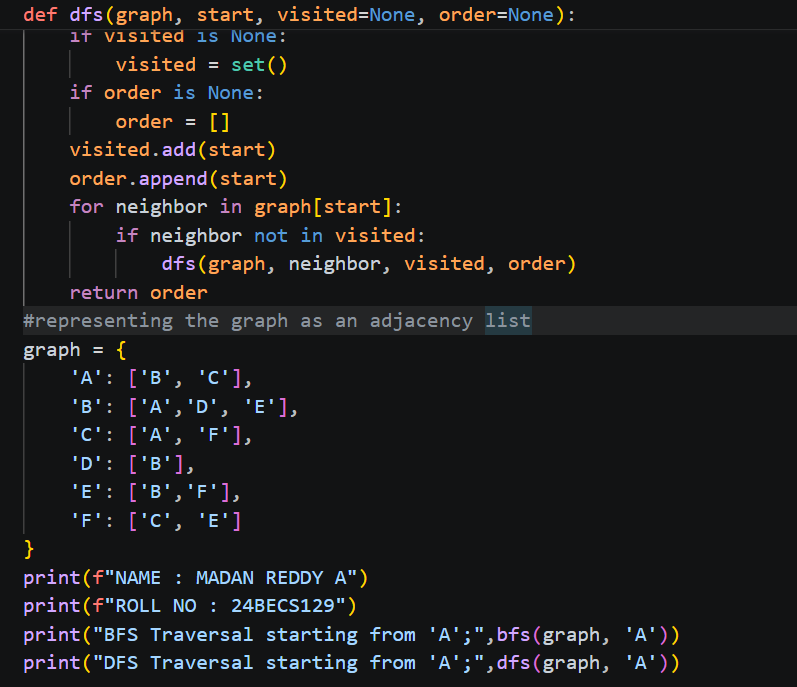 def dfs(graph, start, visited=None, order=None):
    if visited is None:
        visited = set()
    if order is None:
        order = []
    visited.add(start)
    order.append(start)
    for neighbor in graph[start]:
        if neighbor not in visited:
            dfs(graph, neighbor, visited, order)
    return order
#representing the graph as an adjacency list
graph = {
    'A': ['B', 'C'],
    'B': ['A','D', 'E'],
    'C': ['A', 'F'],
    'D': ['B'],
    'E': ['B','F'],
    'F': ['C', 'E']
}
print(f"NAME : MADAN REDDY A")
print(f"ROLL NO : 24BECS129")
print("BFS Traversal starting from 'A';",bfs(graph, 'A'))
print("DFS Traversal starting from 'A';",dfs(graph, 'A'))